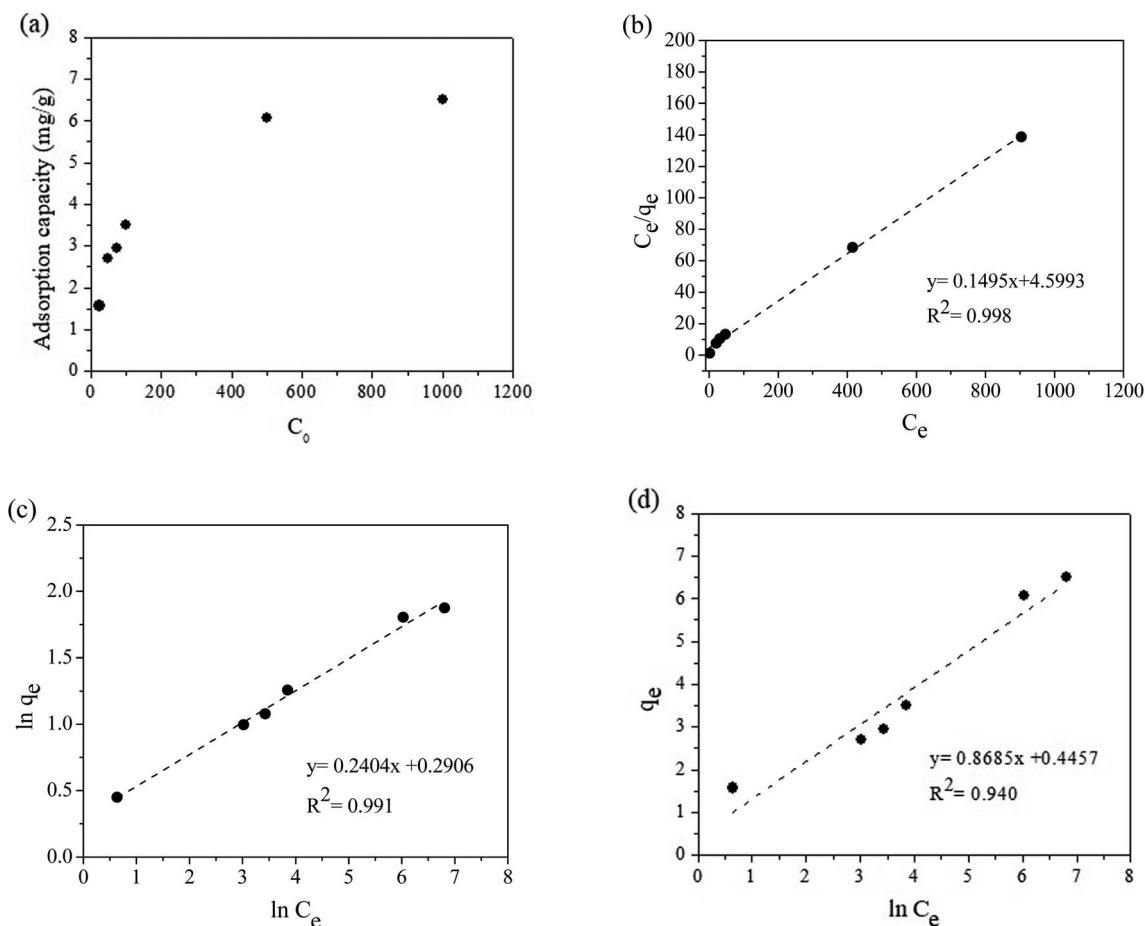 (a)
Adsorption capacity (mg/g)
8
7
6
5
4
3
2
1
0
0 200 400 600 800 1000 1200
C₀
(b)
Cₑ/qₑ
200
180
160
140
120
100
80
60
40
20
0
y= 0.1495x+4.5993
R²= 0.998
0 200 400 600 800 1000 1200
Cₑ
(c)
ln qₑ
2.5
2.0
1.5
1.0
0.5
0.0
y= 0.2404x +0.2906
R²= 0.991
0 1 2 3 4 5 6 7 8
ln Cₑ
(d)
qₑ
8
7
6
5
4
3
2
1
0
y= 0.8685x +0.4457
R²= 0.940
0 1 2 3 4 5 6 7 8
ln Cₑ